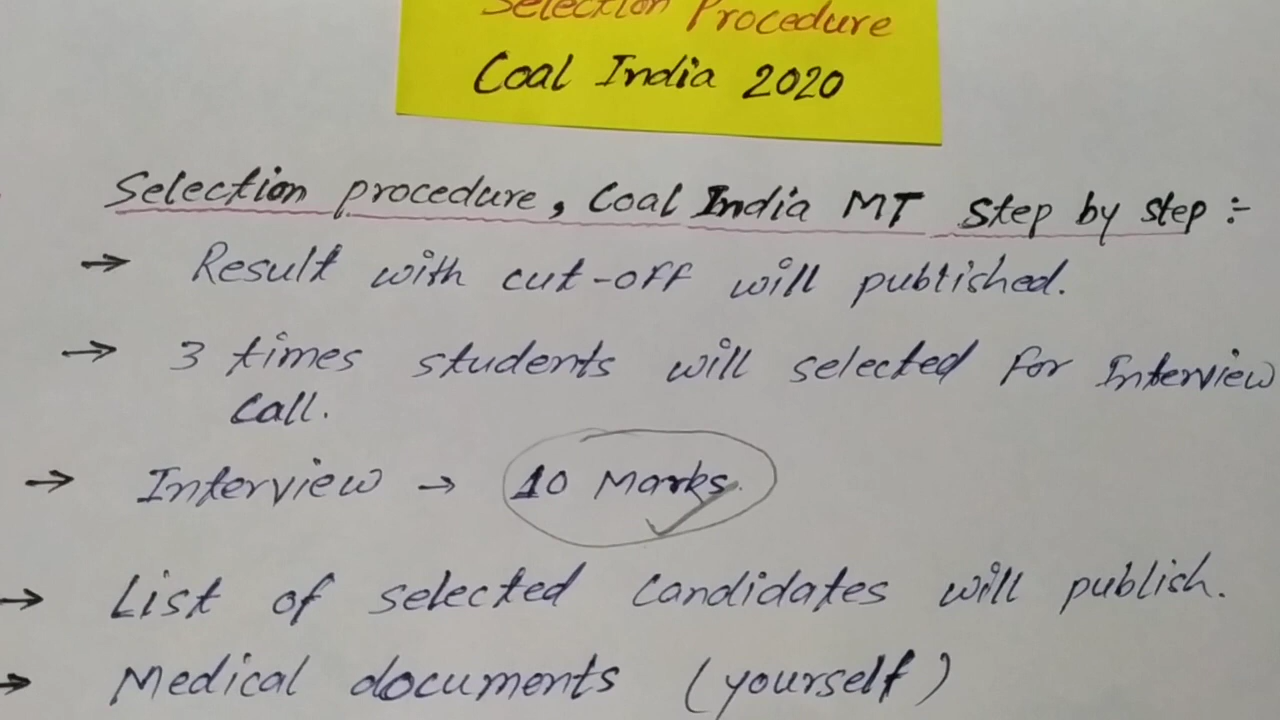 Selection Procedure
Coal India 2020
Selection procedure, Coal India MT step by step :-
→ Result with cut-off will published.
→ 3 times students will selected for Interview
Call.
→ Interview → 10 Marks.
→ List of selected candidates will publish.
→ Medical documents (yourself)